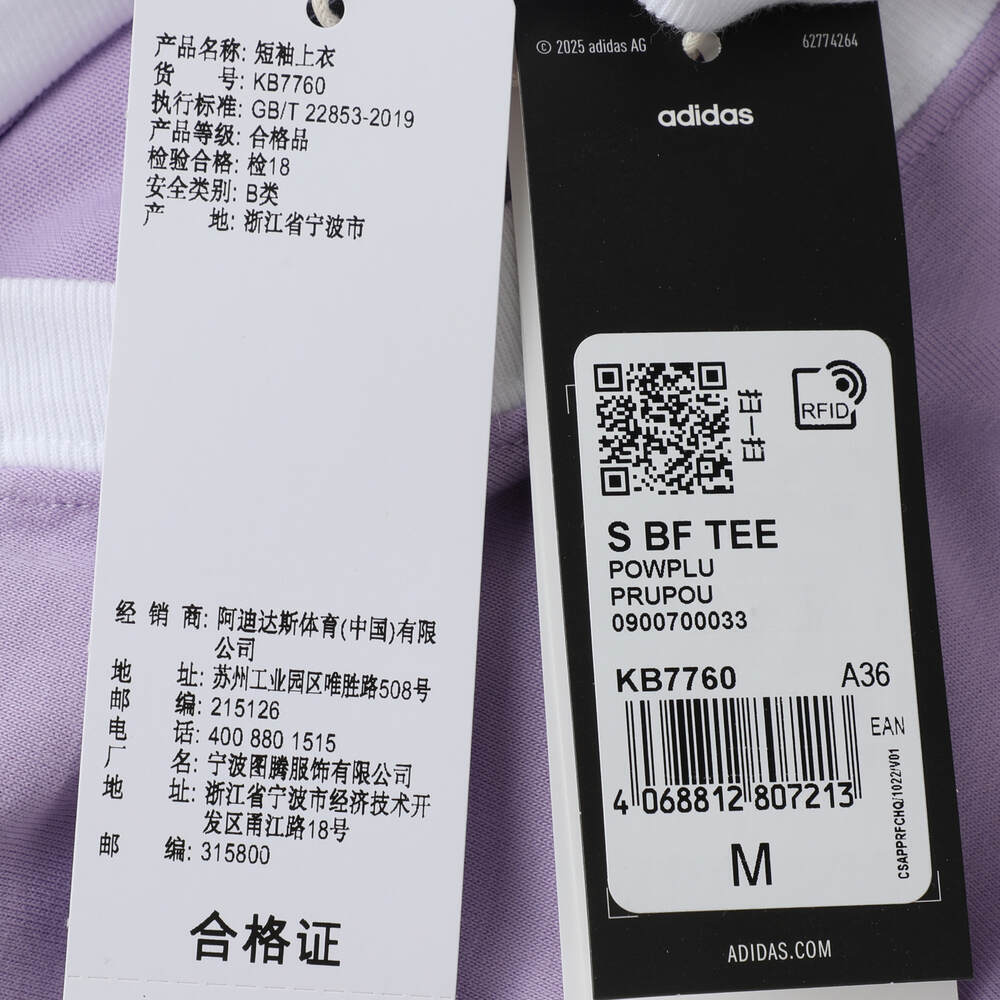 产品名称: 短袖上衣
货 号: KB7760
执行标准: GB/T 22853-2019
产品等级: 合格品
检验合格: 检18
安全类别: B类
产 地: 浙江省宁波市
经 销 商: 阿迪达斯体育(中国)有限
公司
地 址: 苏州工业园区唯胜路508号
邮 编: 215126
电 话: 400 880 1515
厂 名: 宁波图腾服饰有限公司
地 址: 浙江省宁波市经济技术开
发区甬江路18号
邮 编: 315800
合格证
© 2025 adidas AG
62774264
adidas
扫一扫
RFID
S BF TEE
POWPLU
PRUPOU
0900700033
KB7760 A36
EAN
4 068812 807213
CSAPPRFCHQ/1022/V01
M
ADIDAS.COM